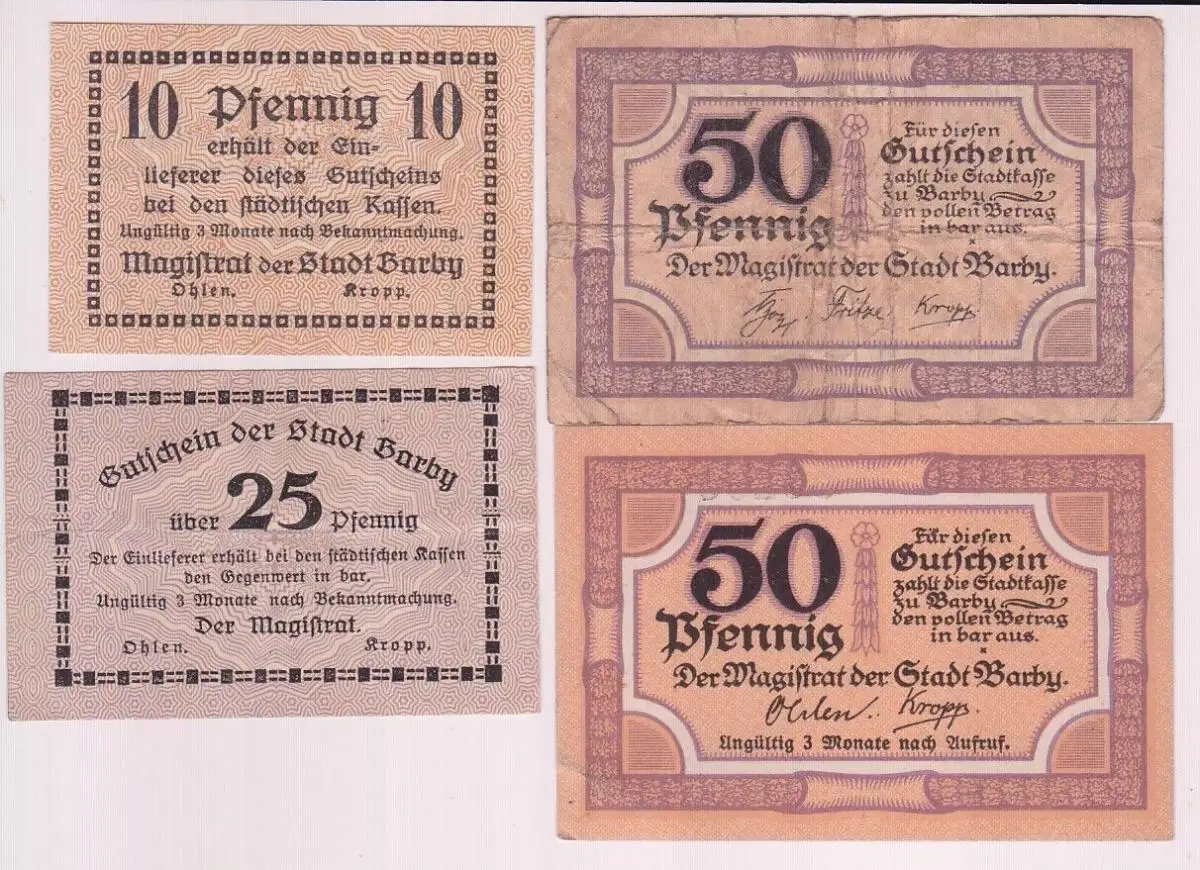 10 Pfennig 10
erhält der Ein-
lieferer dieses Gutscheins
bei den städtischen Kassen.
Ungültig 3 Monate nach Bekanntmachung.
Magistrat der Stadt Barby
Ohlen. Kropp.
50
Pfennig
Für diesen
Gutschein
zahlt die Stadtkasse
zu Barby
den vollen Betrag
in bar aus.
Der Magistrat der Stadt Barby.
Fritze Kropp
Gutschein der Stadt Barby
über 25 Pfennig
Der Einlieferer erhält bei den städtischen Kassen
den Gegenwert in bar.
Ungültig 3 Monate nach Bekanntmachung.
Der Magistrat.
Ohlen. Kropp.
50
Pfennig
Für diesen
Gutschein
zahlt die Stadtkasse
zu Barby
den vollen Betrag
in bar aus.
Der Magistrat der Stadt Barby.
Ohlen. Kropp.
Ungültig 3 Monate nach Aufruf.